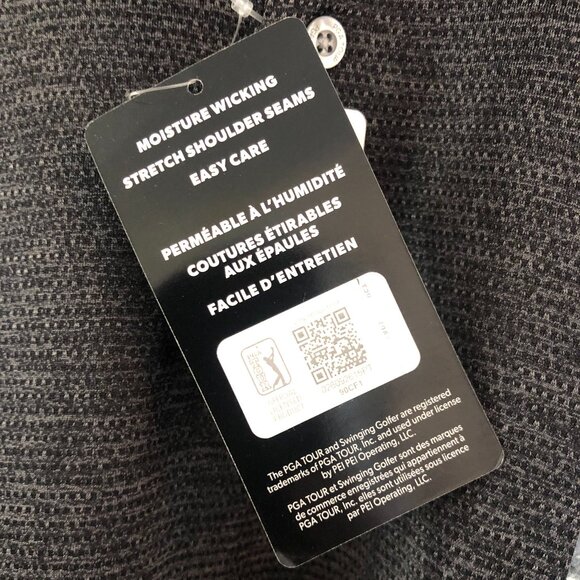 MOISTURE WICKING
STRETCH SHOULDER SEAMS
EASY CARE
PERMÉABLE À L'HUMIDITÉ
COUTURES ÉTIRABLES
AUX ÉPAULES
FACILE D'ENTRETIEN
PGA
TOUR
90CF1
The PGA TOUR and Swinging Golfer are registered
trademarks of PGA TOUR, Inc. and used under license
by PEI PEI Operating, LLC.
PGA TOUR et Swinging Golfer sont des marques
de commerce enregistrées qui appartiennent à
PGA TOUR, Inc. elles sont utilisées sous licence
par PEI Operating, LLC.